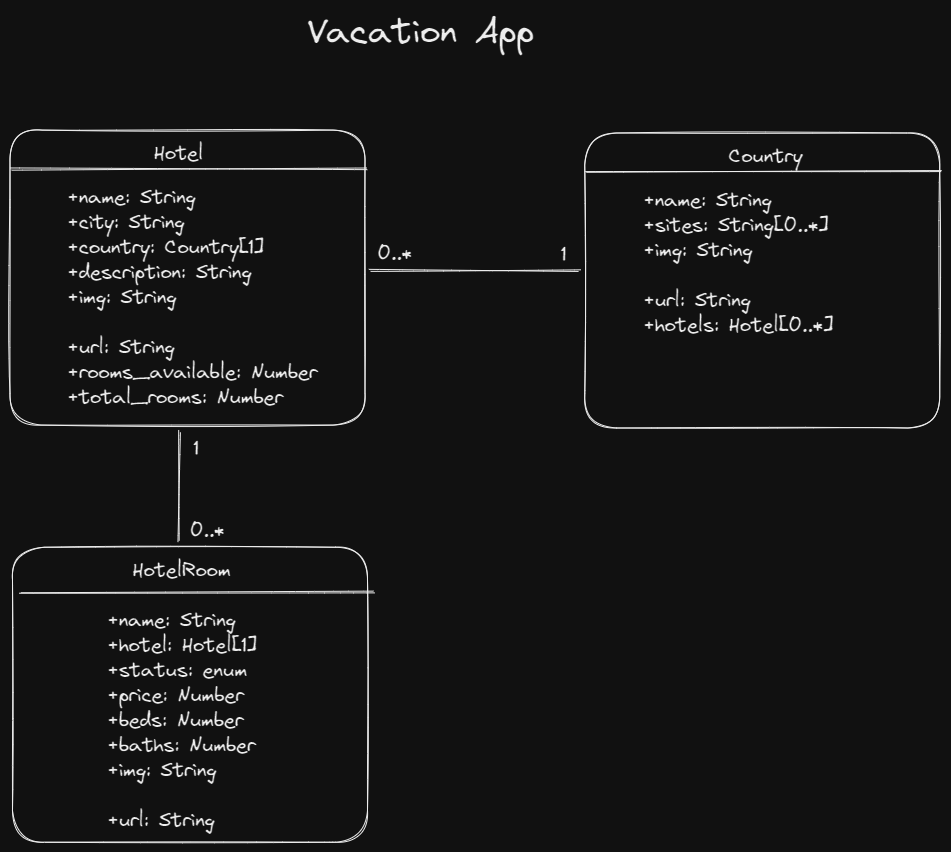 Vacation App
Hotel
+name: String
+city: String
+country: Country[1]
+description: String
+img: String
+url: String
+rooms_available: Number
+total_rooms: Number
0..*
1
Country
+name: String
+sites: String[0..*]
+img: String
+url: String
+hotels: Hotel[0..*]
1
0..*
HotelRoom
+name: String
+hotel: Hotel[1]
+status: enum
+price: Number
+beds: Number
+baths: Number
+img: String
+url: String